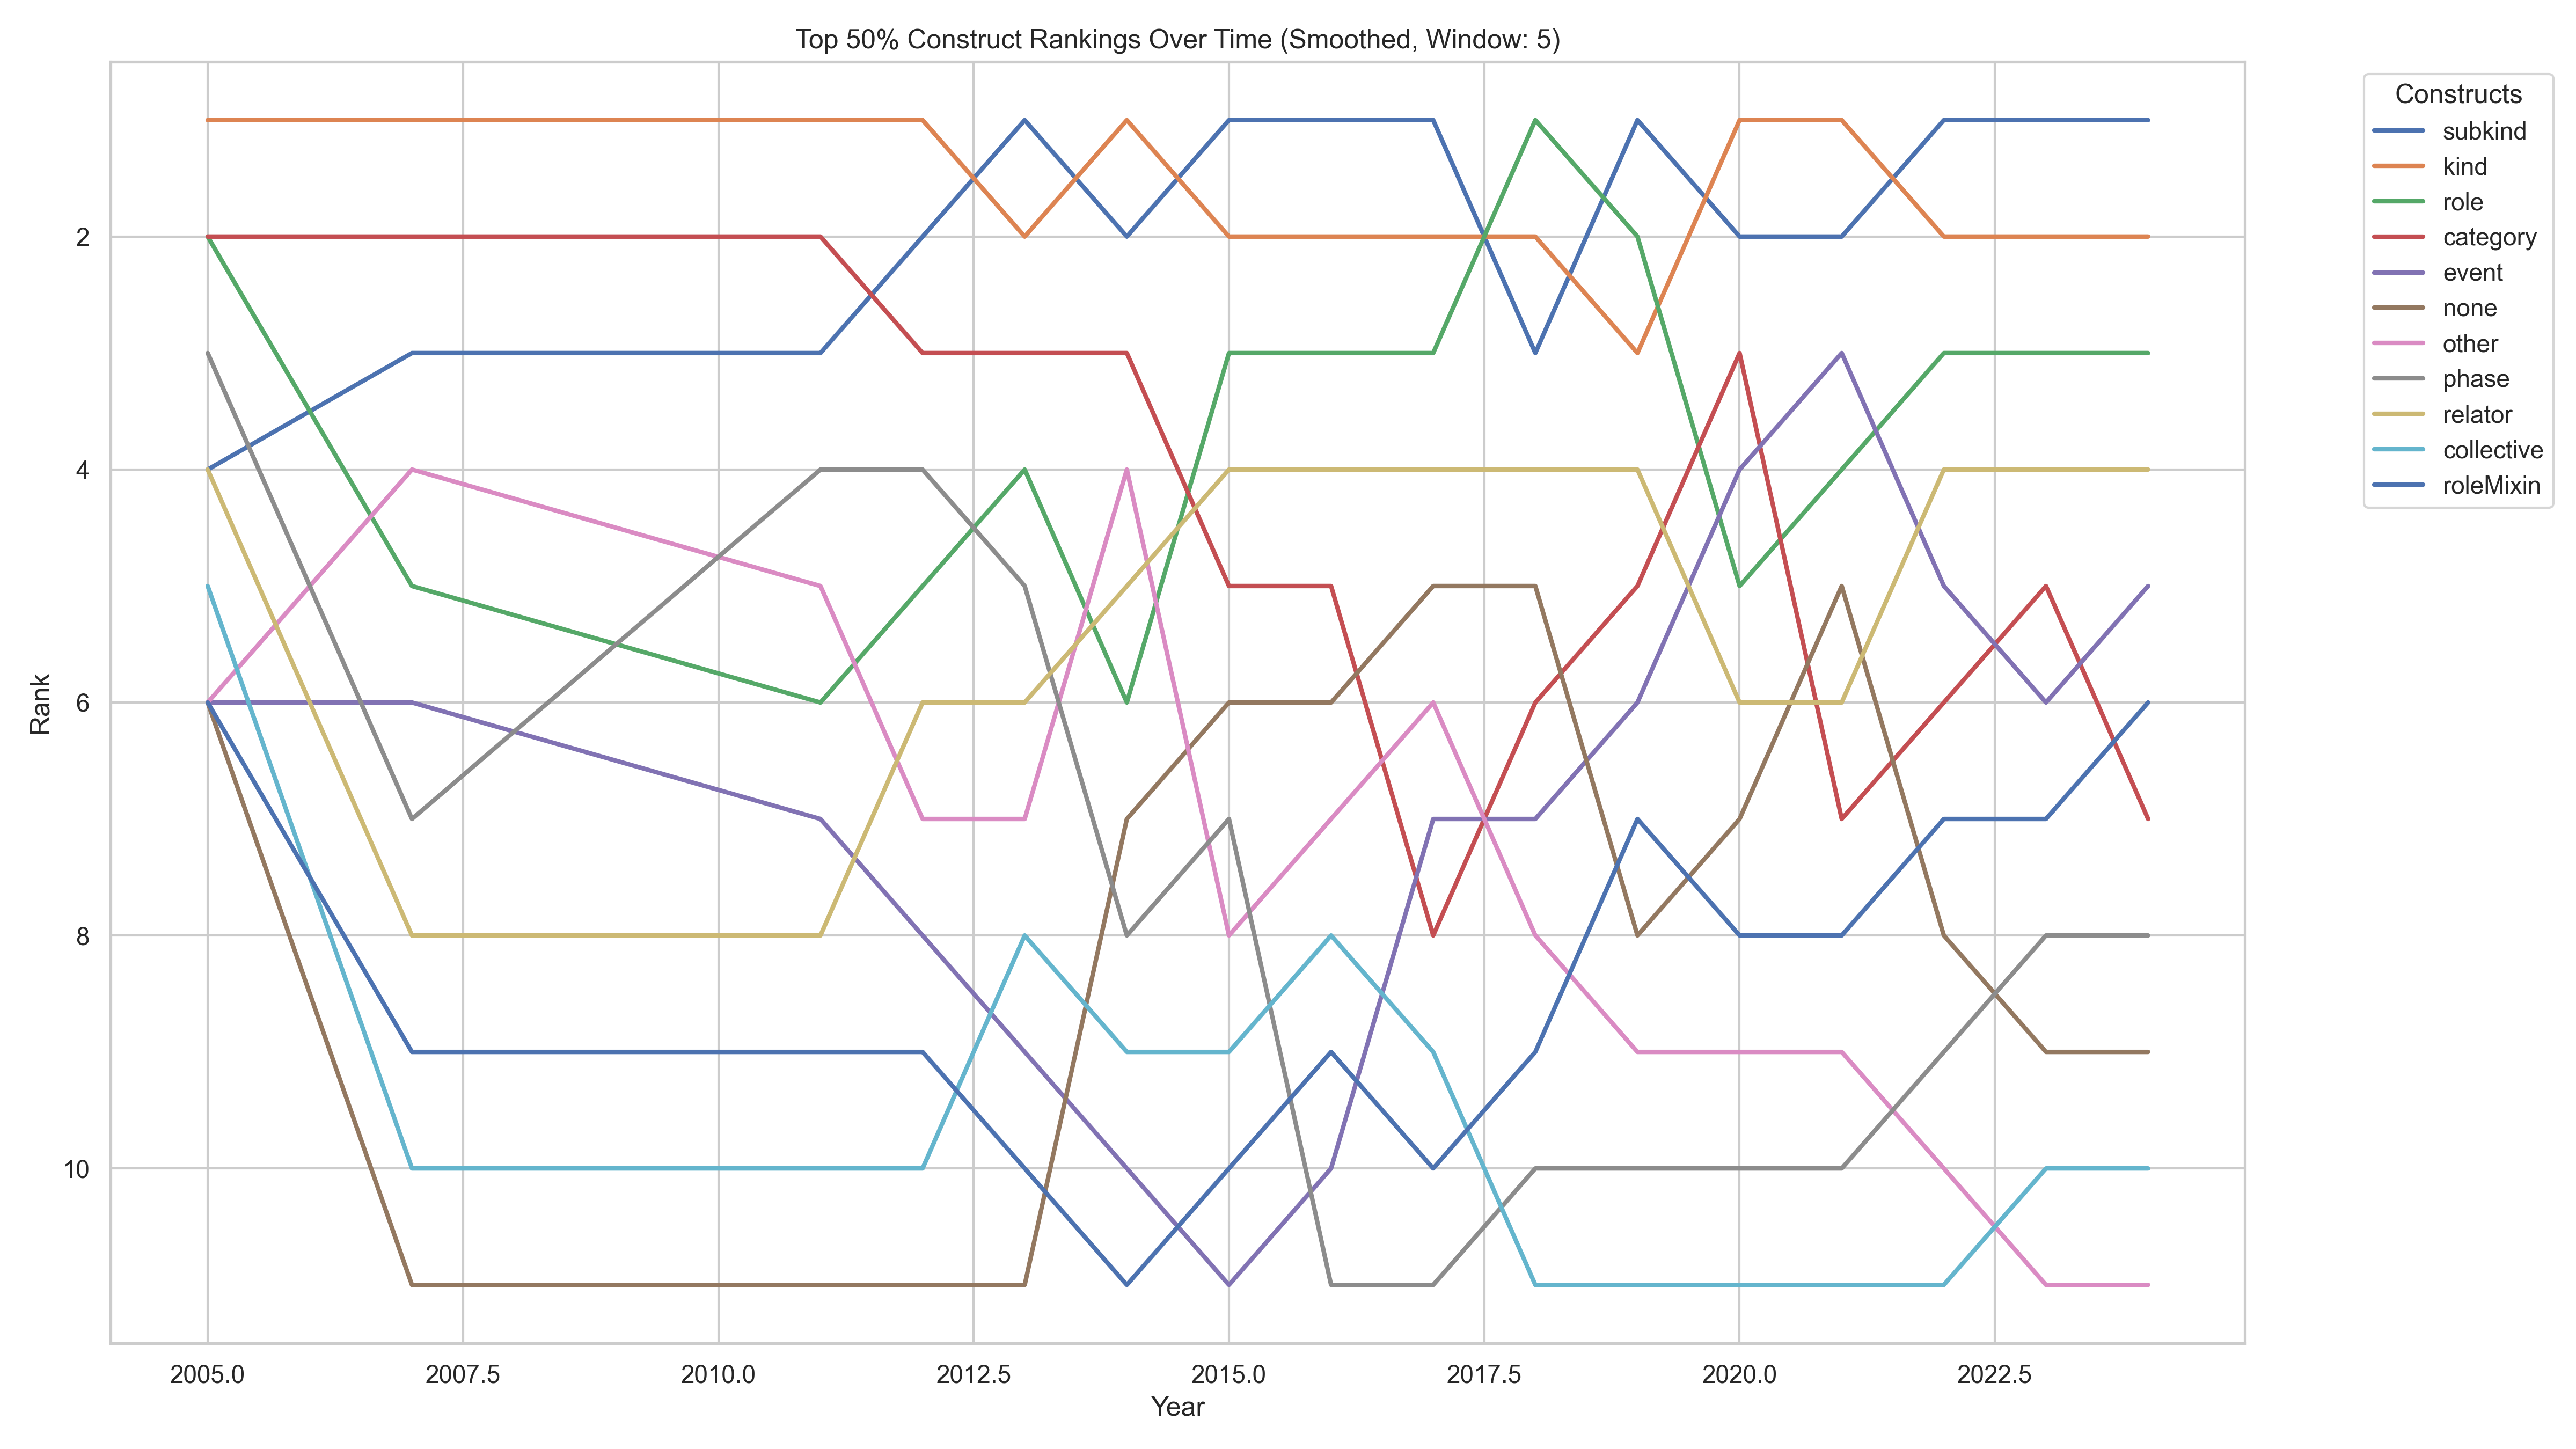 Top 50% Construct Rankings Over Time (Smoothed, Window: 5)
Constructs
subkind
kind
role
category
event
none
other
phase
relator
collective
roleMixin
Rank
2
4
6
8
10
2005.0 2007.5 2010.0 2012.5 2015.0 2017.5 2020.0 2022.5
Year